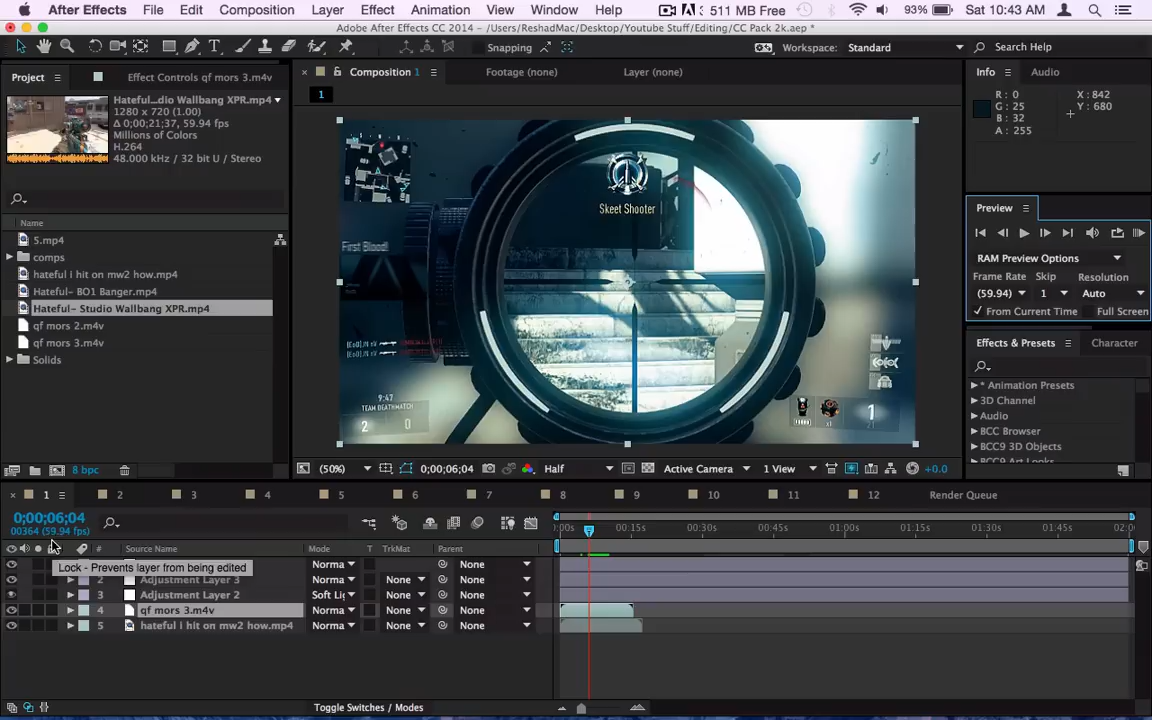 After Effects File Edit Composition Layer Effect Animation View Window Help 511 MB Free 93% Sat 10:43 AM
Adobe After Effects CC 2014 - /Users/ReshadMac/Desktop/Youtube Stuff/Editing/CC Pack 2k.aep *
Snapping Workspace: Standard Search Help
Project Effect Controls qf mors 3.m4v
Composition 1 Footage (none) Layer (none)
Info Audio
1
Hateful...dio Wallbang XPR.mp4
1280 x 720 (1.00)
Δ 0;00;21;37, 59.94 fps
Millions of Colors
H.264
48.000 kHz / 32 bit U / Stereo
R: 0
G: 25
B: 32
A: 255
X: 842
Y: 680
Name
5.mp4
comps
hateful i hit on mw2 how.mp4
Hateful- BO1 Banger.mp4
Hateful- Studio Wallbang XPR.mp4
qf mors 2.m4v
qf mors 3.m4v
Solids
8 bpc
Skeet Shooter
First Blood!
9:47
TEAM DEATHMATCH
2 0
x1
1
(50%) 0;00;06;04 Half Active Camera 1 View +0.0
Preview
RAM Preview Options
Frame Rate Skip Resolution
(59.94) 1 Auto
From Current Time Full Screen
Effects & Presets Character
* Animation Presets
3D Channel
Audio
BCC Browser
BCC9 3D Objects
BCC9 Art Looks
1 2 3 4 5 6 7 8 9 10 11 12 Render Queue
0;00;06;04
00364 (59.94 fps)
:00s 00:15s 00:30s 00:45s 01:00s 01:15s 01:30s 01:45s 02:0
# Source Name Mode T TrkMat Parent
Lock - Prevents layer from being edited
Norma None
2 Adjustment Layer 3 Norma None None
3 Adjustment Layer 2 Soft Li None None
4 qf mors 3.m4v Norma None None
5 hateful i hit on mw2 how.mp4 Norma None None
Toggle Switches / Modes